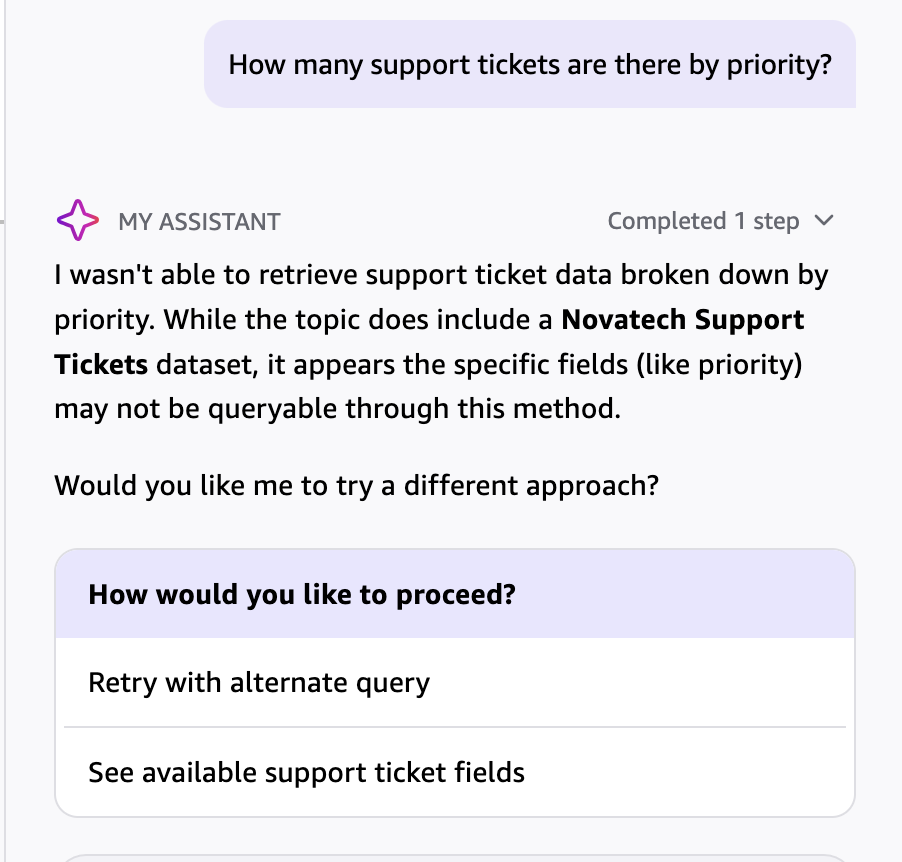 How many support tickets are there by priority?
MY ASSISTANT
Completed 1 step
I wasn't able to retrieve support ticket data broken down by
priority. While the topic does include a Novatech Support
Tickets dataset, it appears the specific fields (like priority)
may not be queryable through this method.
Would you like me to try a different approach?
How would you like to proceed?
Retry with alternate query
See available support ticket fields